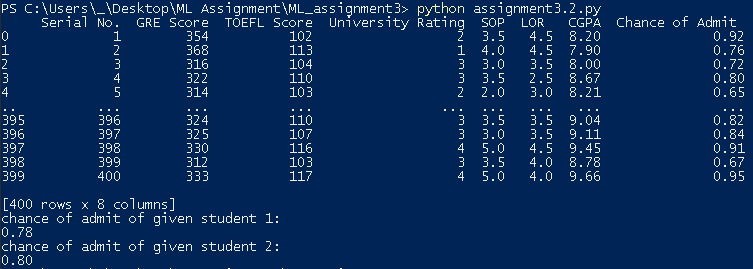 PS C:\Users\_\Desktop\ML Assignment\ML_assignment3> python assignment3.2.py
Serial No. GRE Score TOEFL Score University Rating SOP LOR CGPA Chance of Admit
0 1 354 102 2 3.5 4.5 8.20 0.92
1 2 368 113 1 4.0 4.5 7.90 0.76
2 3 316 104 3 3.0 3.5 8.00 0.72
3 4 322 110 3 3.5 2.5 8.67 0.80
4 5 314 103 2 2.0 3.0 8.21 0.65
.. ... ... ... ... ... ... ... ...
395 396 324 110 3 3.5 3.5 9.04 0.82
396 397 325 107 3 3.0 3.5 9.11 0.84
397 398 330 116 4 5.0 4.5 9.45 0.91
398 399 312 103 3 3.5 4.0 8.78 0.67
399 400 333 117 4 5.0 4.0 9.66 0.95
[400 rows x 8 columns]
chance of admit of given student 1:
0.78
chance of admit of given student 2:
0.80